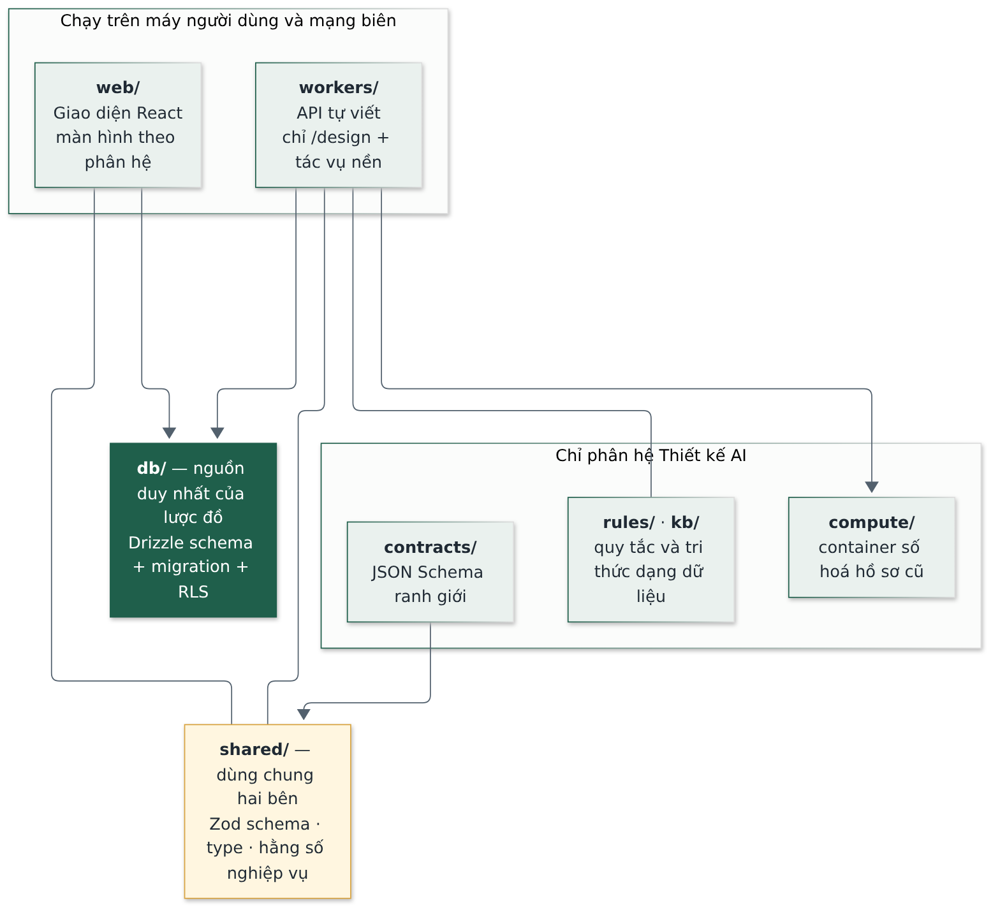 Chạy trên máy người dùng và mạng biên
web/
Giao diện React
màn hình theo
phân hệ
workers/
API tự viết
chỉ /design +
tác vụ nền
db/ — nguồn
duy nhất của
lược đồ
Drizzle schema
+ migration +
RLS
Chỉ phân hệ Thiết kế AI
contracts/
JSON Schema
ranh giới
rules/ · kb/
quy tắc và tri
thức dạng dữ
liệu
compute/
container số
hoá hồ sơ cũ
shared/ —
dùng chung
hai bên
Zod schema ·
type · hằng số
nghiệp vụ